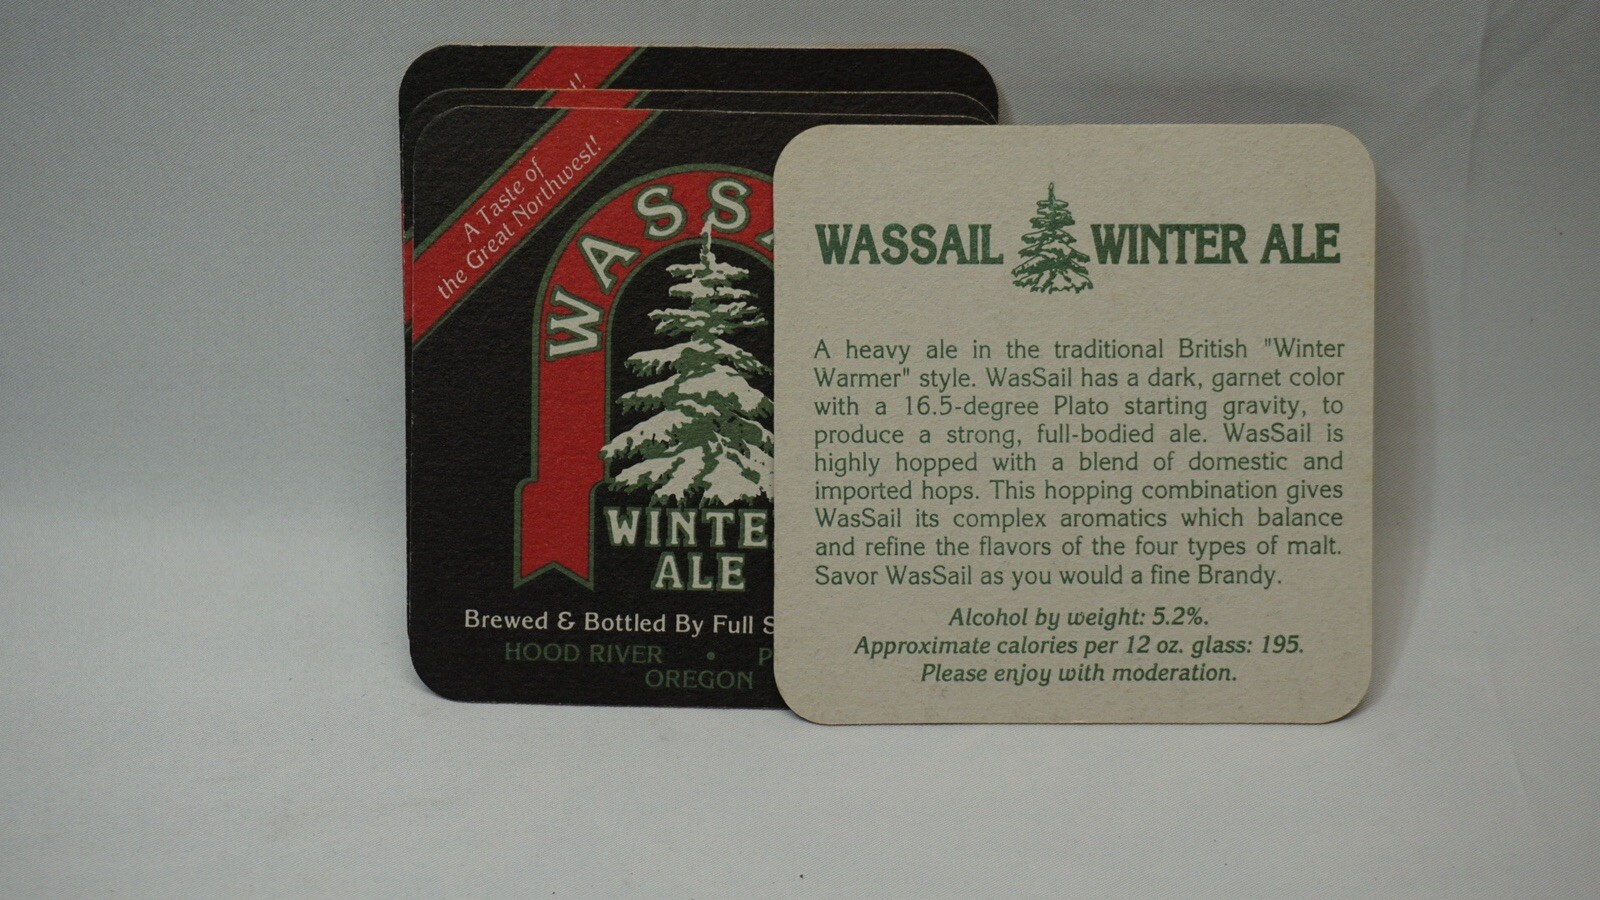 t!
A Taste of
the Great Northwest!
WASS
WINTE
ALE
Brewed & Bottled By Full S
HOOD RIVER • P
OREGON
WASSAIL WINTER ALE
A heavy ale in the traditional British "Winter
Warmer" style. WasSail has a dark, garnet color
with a 16.5-degree Plato starting gravity, to
produce a strong, full-bodied ale. WasSail is
highly hopped with a blend of domestic and
imported hops. This hopping combination gives
WasSail its complex aromatics which balance
and refine the flavors of the four types of malt.
Savor WasSail as you would a fine Brandy.
Alcohol by weight: 5.2%.
Approximate calories per 12 oz. glass: 195.
Please enjoy with moderation.